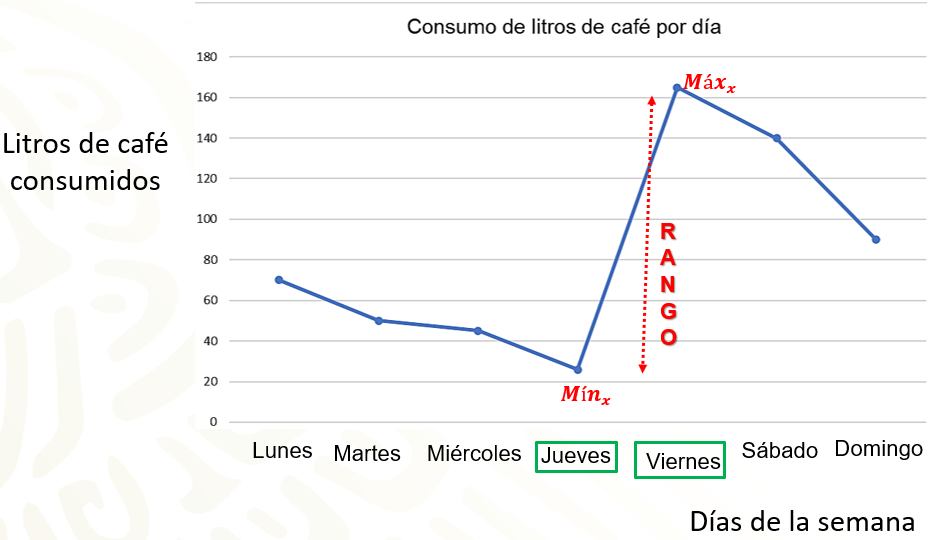 Consumo de litros de café por día
Litros de café
consumidos
180
160
140
120
100
80
60
40
20
0
Máxₓ
R
A
N
G
O
Mínₓ
Lunes Martes Miércoles Jueves Viernes Sábado Domingo
Días de la semana